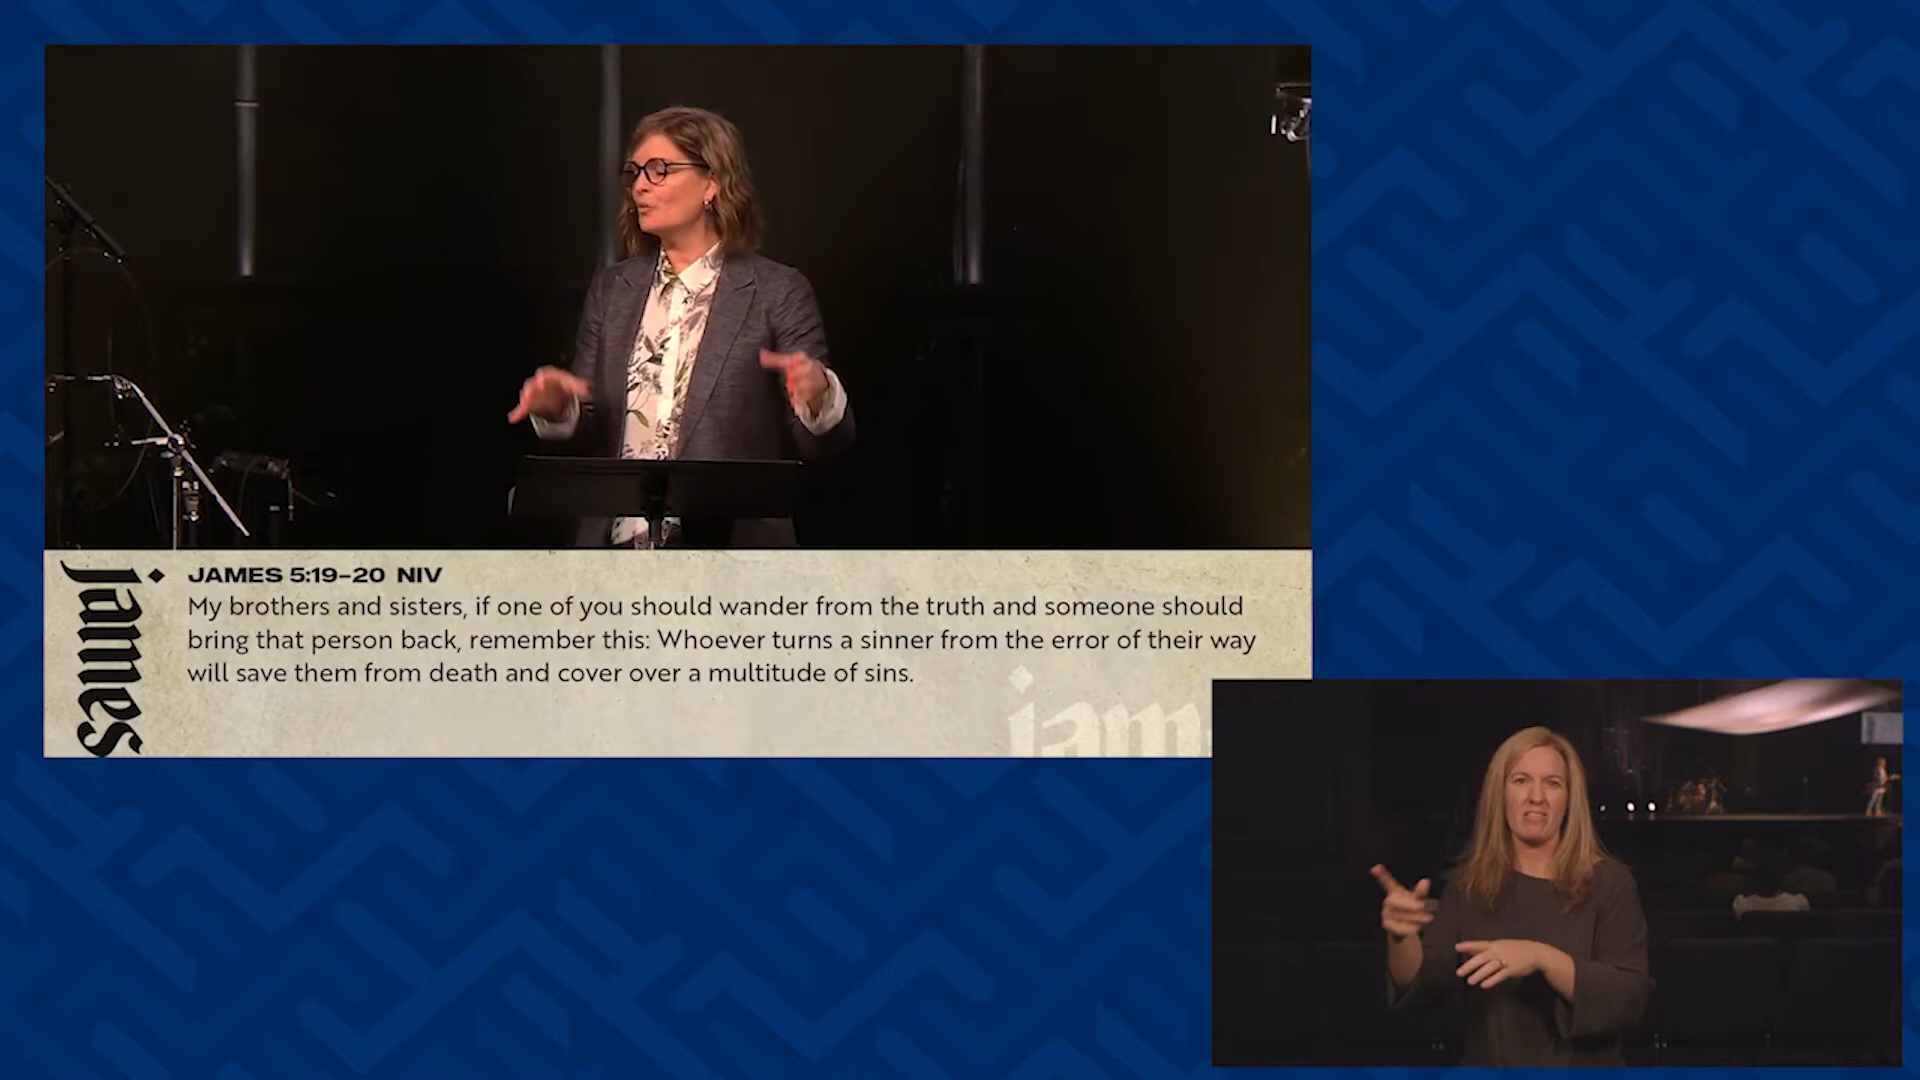 James
JAMES 5:19–20 NIV
My brothers and sisters, if one of you should wander from the truth and someone should
bring that person back, remember this: Whoever turns a sinner from the error of their way
will save them from death and cover over a multitude of sins.
jam